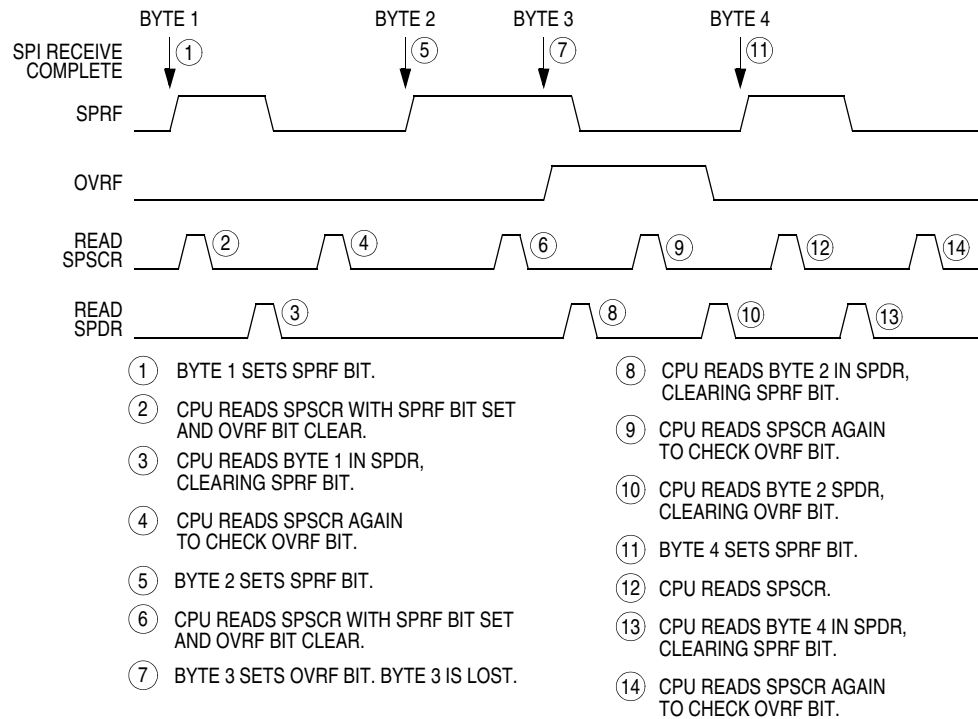 BYTE 1 BYTE 2 BYTE 3 BYTE 4
SPI RECEIVE
COMPLETE
1 5 7 11
SPRF
OVRF
READ
SPSCR
2 4 6 9 12 14
READ
SPDR
3 8 10 13
1 BYTE 1 SETS SPRF BIT.
2 CPU READS SPSCR WITH SPRF BIT SET
AND OVRF BIT CLEAR.
3 CPU READS BYTE 1 IN SPDR,
CLEARING SPRF BIT.
4 CPU READS SPSCR AGAIN
TO CHECK OVRF BIT.
5 BYTE 2 SETS SPRF BIT.
6 CPU READS SPSCR WITH SPRF BIT SET
AND OVRF BIT CLEAR.
7 BYTE 3 SETS OVRF BIT. BYTE 3 IS LOST.
8 CPU READS BYTE 2 IN SPDR,
CLEARING SPRF BIT.
9 CPU READS SPSCR AGAIN
TO CHECK OVRF BIT.
10 CPU READS BYTE 2 SPDR,
CLEARING OVRF BIT.
11 BYTE 4 SETS SPRF BIT.
12 CPU READS SPSCR.
13 CPU READS BYTE 4 IN SPDR,
CLEARING SPRF BIT.
14 CPU READS SPSCR AGAIN
TO CHECK OVRF BIT.